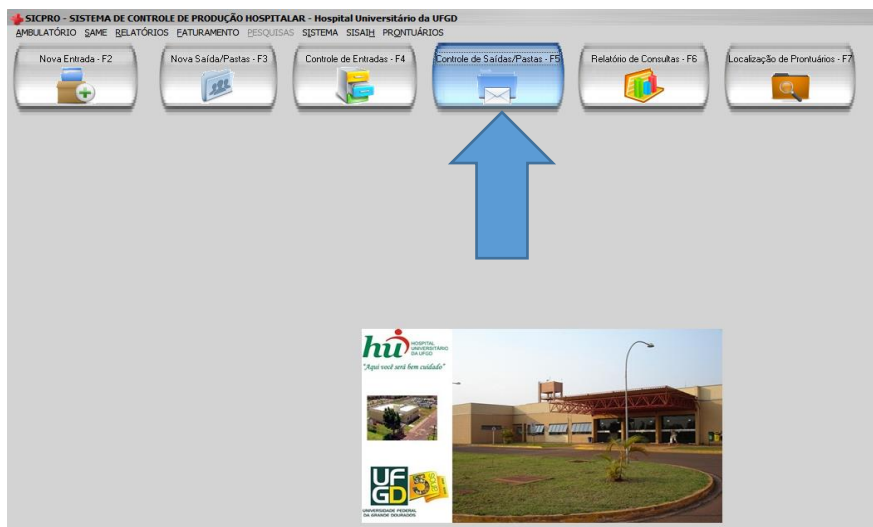 SICPRO - SISTEMA DE CONTROLE DE PRODUÇÃO HOSPITALAR - Hospital Universitário da UFGD
AMBULATÓRIO SAME RELATÓRIOS FATURAMENTO PESQUISAS SISTEMA SISAIH PRONTUÁRIOS
Nova Entrada - F2
Nova Saída/Pastas - F3
Controle de Entradas - F4
Controle de Saídas/Pastas - F5
Relatório de Consultas - F6
Localização de Prontuários - F7
hu
HOSPITAL
UNIVERSITÁRIO
DA UFGD
"Aqui você será bem cuidado"
UF
GD
UNIVERSIDADE FEDERAL
DA GRANDE DOURADOS